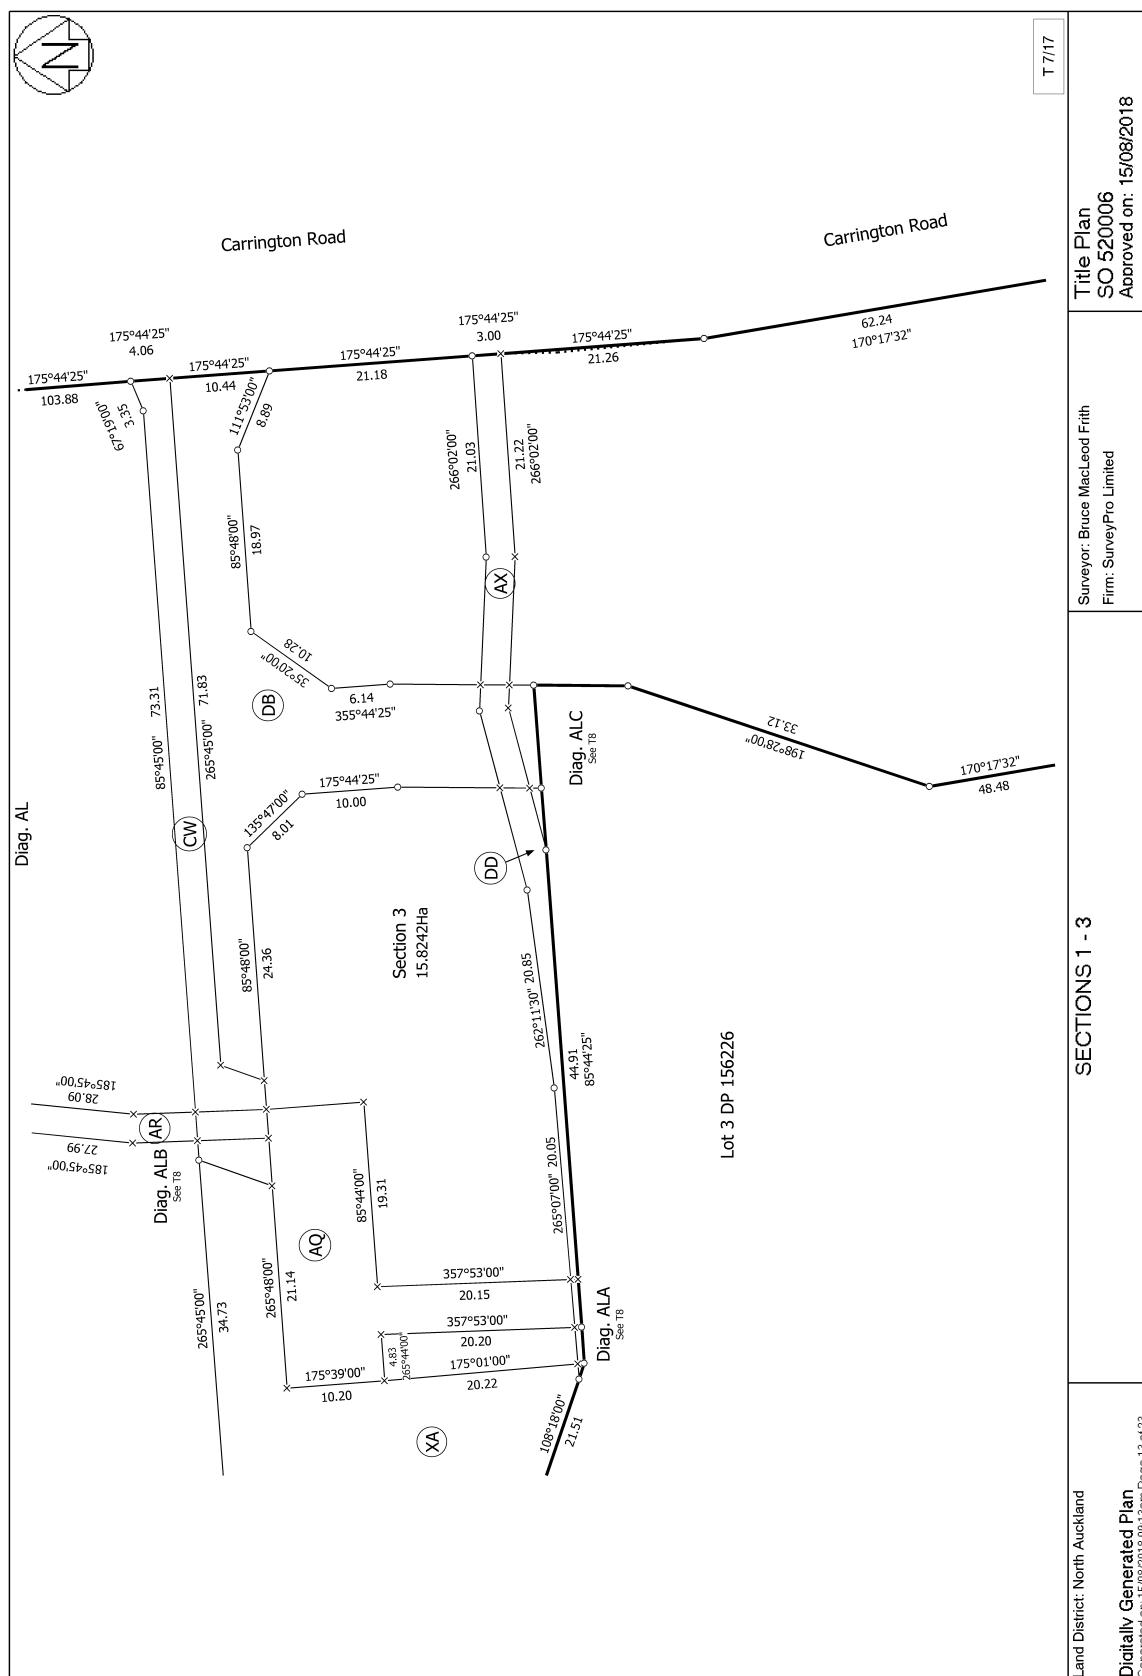 N
T 7/17
Title Plan
SO 520006
Approved on: 15/08/2018
Surveyor: Bruce MacLeod Frith
Firm: SurveyPro Limited
SECTIONS 1 - 3
Land District: North Auckland
Digitally Generated Plan
Generated on: 15/08/2018 09:13am Page 13 of 23
Carrington Road
Carrington Road
175°44'25"
103.88
175°44'25"
4.06
175°44'25"
10.44
175°44'25"
21.18
175°44'25"
3.00
175°44'25"
21.26
62.24
170°17'32"
67°19'00"
3.35
111°53'00"
8.89
266°02'00"
21.03
21.22
266°02'00"
85°48'00"
18.97
AX
35°20'00"
10.28
DB
6.14
355°44'25"
85°45'00"
73.31
71.83
265°45'00"
Diag. ALC
See T8
33.12
198°28'00"
170°17'32"
48.48
Diag. AL
CW
135°47'00"
8.01
175°44'25"
10.00
DD
Section 3
15.8242Ha
85°48'00"
24.36
262°11'30" 20.85
44.91
85°44'25"
Lot 3 DP 156226
185°45'00"
28.09
27.99
185°45'00"
AR
Diag. ALB
See T8
85°44'00"
19.31
265°07'00" 20.05
AQ
265°48'00"
21.14
265°45'00"
34.73
357°53'00"
20.15
357°53'00"
20.20
4.83
265°44'00"
Diag. ALA
See T8
175°39'00"
10.20
175°01'00"
20.22
XA
108°18'00"
21.51